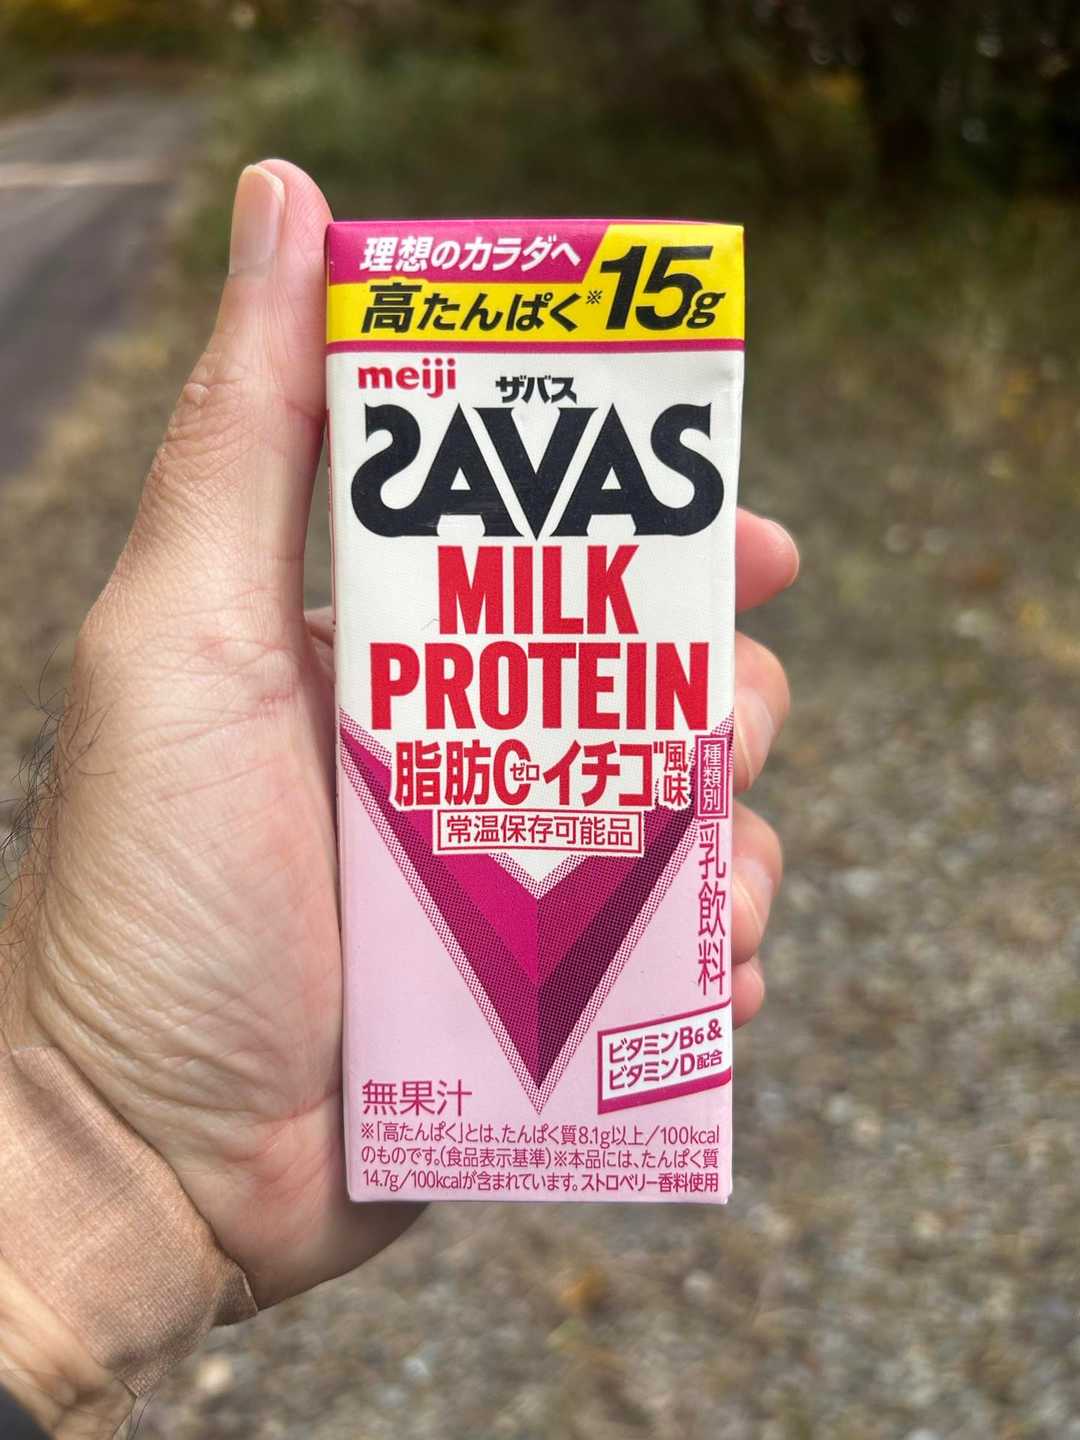 理想のカラダへ
高たんぱく※15g
meiji
ザバス
SAVAS
MILK
PROTEIN
脂肪0ゼロイチゴ風味
常温保存可能品
種類別
乳飲料
ビタミンB6&
ビタミンD配合
無果汁
※「高たんぱく」とは、たんぱく質8.1g以上/100kcal
のものです。(食品表示基準)※本品には、たんぱく質
14.7g/100kcalが含まれています。ストロベリー香料使用